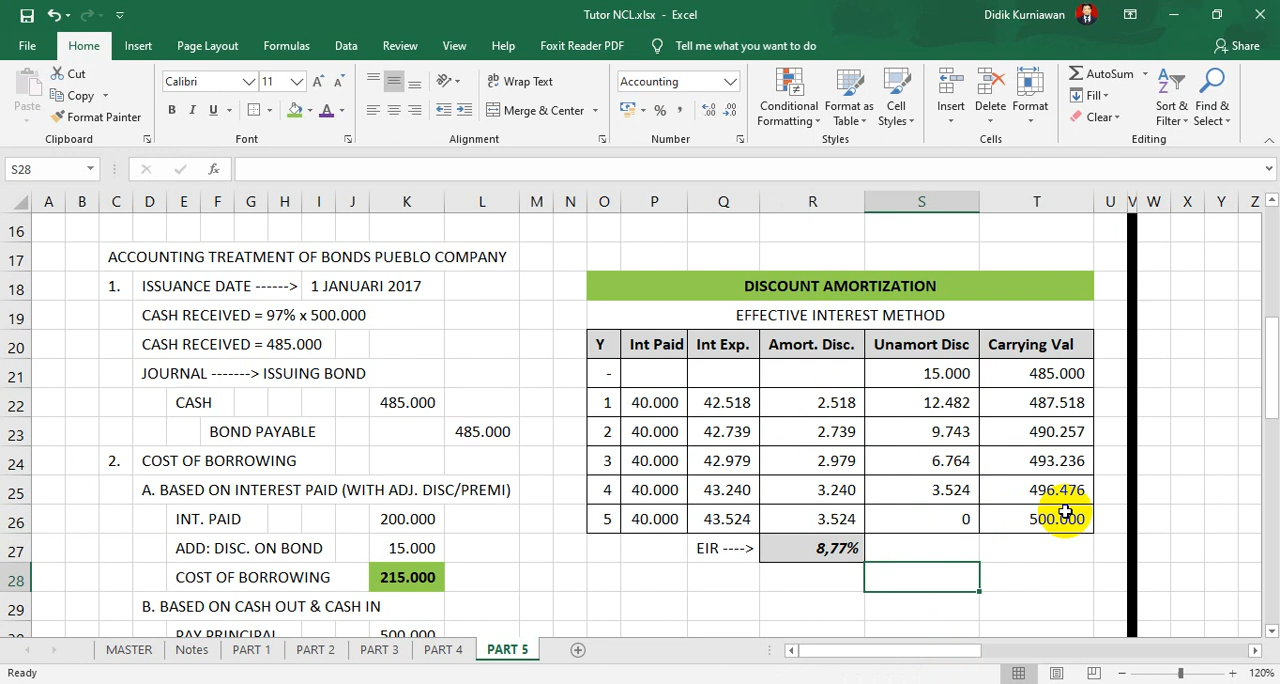 Tutor NCL.xlsx - Excel
Didik Kurniawan
File Home Insert Page Layout Formulas Data Review View Help Foxit Reader PDF Tell me what you want to do Share
Paste Cut Calibri 11 Wrap Text Accounting Conditional Formatting Format as Table Cell Styles Insert Delete Format AutoSum Sort & Filter Find & Select
Copy Fill
Format Painter B I U Merge & Center % Clear
Clipboard Font Alignment Number Styles Cells Editing
S28 fx
A B C D E F G H I J K L M N O P Q R S T U V W X Y Z
16
17 ACCOUNTING TREATMENT OF BONDS PUEBLO COMPANY
18 1. ISSUANCE DATE ------> 1 JANUARI 2017 DISCOUNT AMORTIZATION
19 CASH RECEIVED = 97% x 500.000 EFFECTIVE INTEREST METHOD
20 CASH RECEIVED = 485.000 Y Int Paid Int Exp. Amort. Disc. Unamort Disc Carrying Val
21 JOURNAL -------> ISSUING BOND - 15.000 485.000
22 CASH 485.000 1 40.000 42.518 2.518 12.482 487.518
23 BOND PAYABLE 485.000 2 40.000 42.739 2.739 9.743 490.257
24 2. COST OF BORROWING 3 40.000 42.979 2.979 6.764 493.236
25 A. BASED ON INTEREST PAID (WITH ADJ. DISC/PREMI) 4 40.000 43.240 3.240 3.524 496.476
26 INT. PAID 200.000 5 40.000 43.524 3.524 0 500.000
27 ADD: DISC. ON BOND 15.000 EIR ----> 8,77%
28 COST OF BORROWING 215.000
29 B. BASED ON CASH OUT & CASH IN
30 PAY PRINCIPAL 500.000
MASTER Notes PART 1 PART 2 PART 3 PART 4 PART 5
Ready 120%